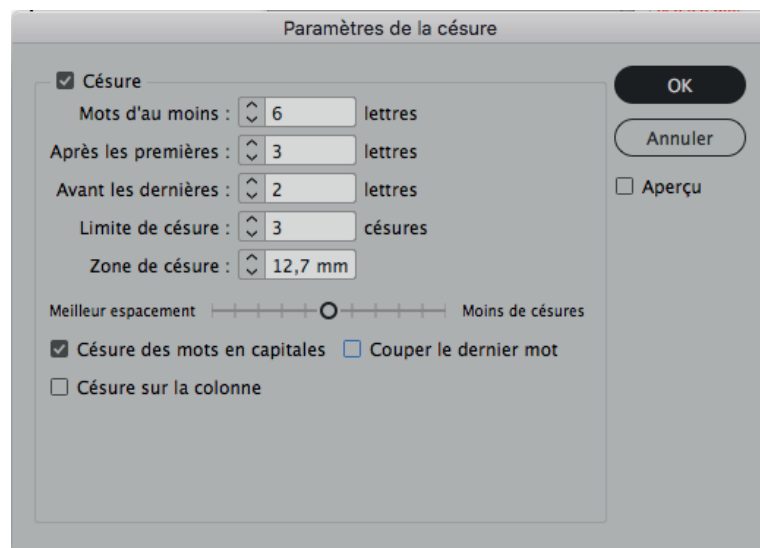 Paramètres de la césure
Césure
OK
Mots d'au moins : 6 lettres
Annuler
Après les premières : 3 lettres
Avant les dernières : 2 lettres
Aperçu
Limite de césure : 3 césures
Zone de césure : 12,7 mm
Meilleur espacement Moins de césures
Césure des mots en capitales Couper le dernier mot
Césure sur la colonne